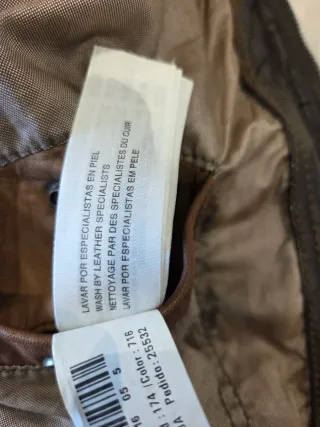 LAVAR POR ESPECIALISTAS EN PIEL
WASH BY LEATHER SPECIALISTS
NETTOYAGE PAR DES SPECIALISTES DU CUIR
LAVAR POR ESPECIALISTAS EM PELE
: 174 /Color: 716
Pedido: 25532
16 05 5